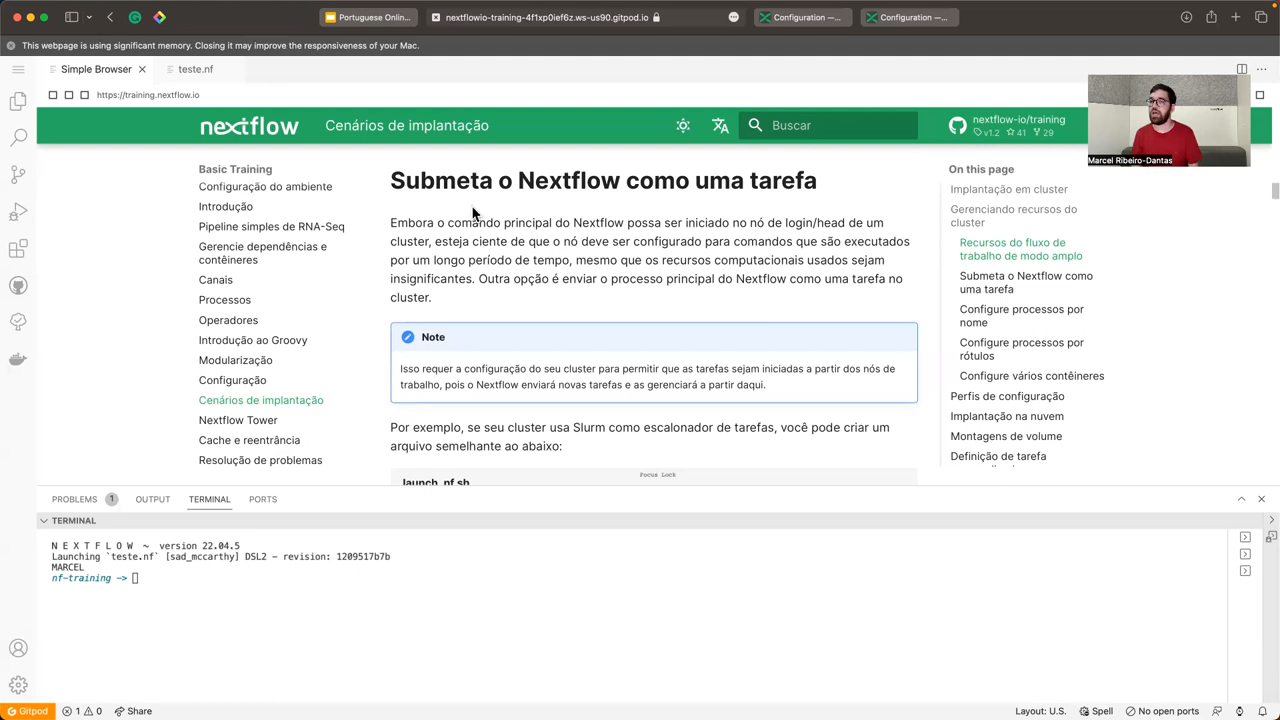 Portuguese Online...
nextflowio-training-4f1xp0ief6z.ws-us90.gitpod.io
Configuration —...
Configuration —...
This webpage is using significant memory. Closing it may improve the responsiveness of your Mac.
Simple Browser
teste.nf
https://training.nextflow.io
nextflow
Cenários de implantação
Buscar
nextflow-io/training
v1.2 41 29
Marcel Ribeiro-Dantas
Basic Training
Configuração do ambiente
Introdução
Pipeline simples de RNA-Seq
Gerencie dependências e
contêineres
Canais
Processos
Operadores
Introdução ao Groovy
Modularização
Configuração
Cenários de implantação
Nextflow Tower
Cache e reentrância
Resolução de problemas
Submeta o Nextflow como uma tarefa
Embora o comando principal do Nextflow possa ser iniciado no nó de login/head de um
cluster, esteja ciente de que o nó deve ser configurado para comandos que são executados
por um longo período de tempo, mesmo que os recursos computacionais usados sejam
insignificantes. Outra opção é enviar o processo principal do Nextflow como uma tarefa no
cluster.
Note
Isso requer a configuração do seu cluster para permitir que as tarefas sejam iniciadas a partir dos nós de
trabalho, pois o Nextflow enviará novas tarefas e as gerenciará a partir daqui.
Por exemplo, se seu cluster usa Slurm como escalonador de tarefas, você pode criar um
arquivo semelhante ao abaixo:
launch_nf.sh
Focus Lock
On this page
Implantação em cluster
Gerenciando recursos do
cluster
Recursos do fluxo de
trabalho de modo amplo
Submeta o Nextflow como
uma tarefa
Configure processos por
nome
Configure processos por
rótulos
Configure vários contêineres
Perfis de configuração
Implantação na nuvem
Montagens de volume
Definição de tarefa
PROBLEMS 1 OUTPUT TERMINAL PORTS
TERMINAL
N E X T F L O W ~ version 22.04.5
Launching `teste.nf` [sad_mccarthy] DSL2 - revision: 1209517b7b
MARCEL
nf-training ->
Gitpod 1 0 Share
Layout: U.S. Spell No open ports